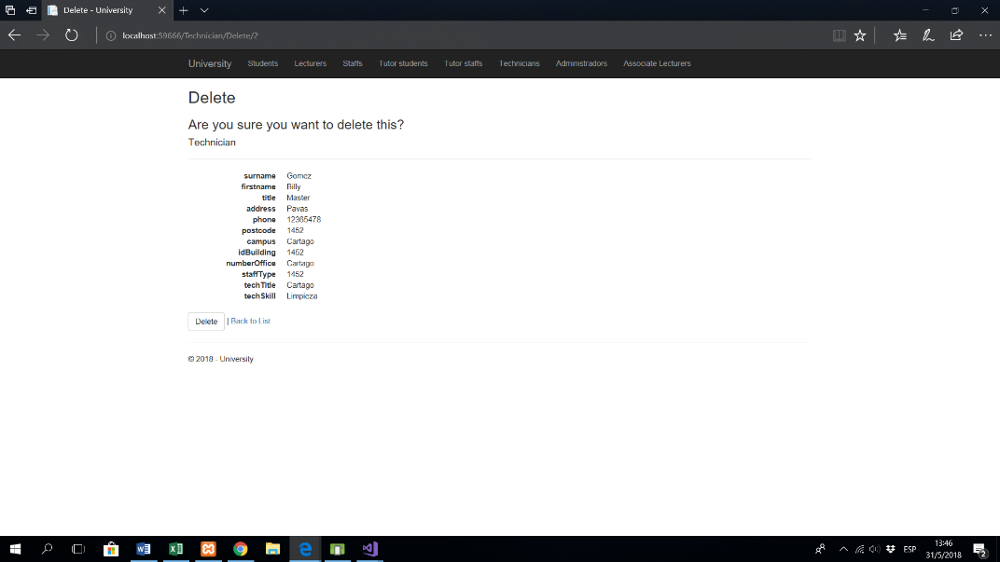 Delete - University
localhost:59666/Technician/Delete/2
University Students Lecturers Staffs Tutor students Tutor staffs Technicians Administradors Associate Lecturers
Delete
Are you sure you want to delete this?
Technician
surname Gomez
firstname Billy
title Master
address Pavas
phone 12365478
postcode 1452
campus Cartago
idBuilding 1452
numberOffice Cartago
staffType 1452
techTitle Cartago
techSkill Limpieza
Delete | Back to List
© 2018 - University
ESP
13:46
31/5/2018
2